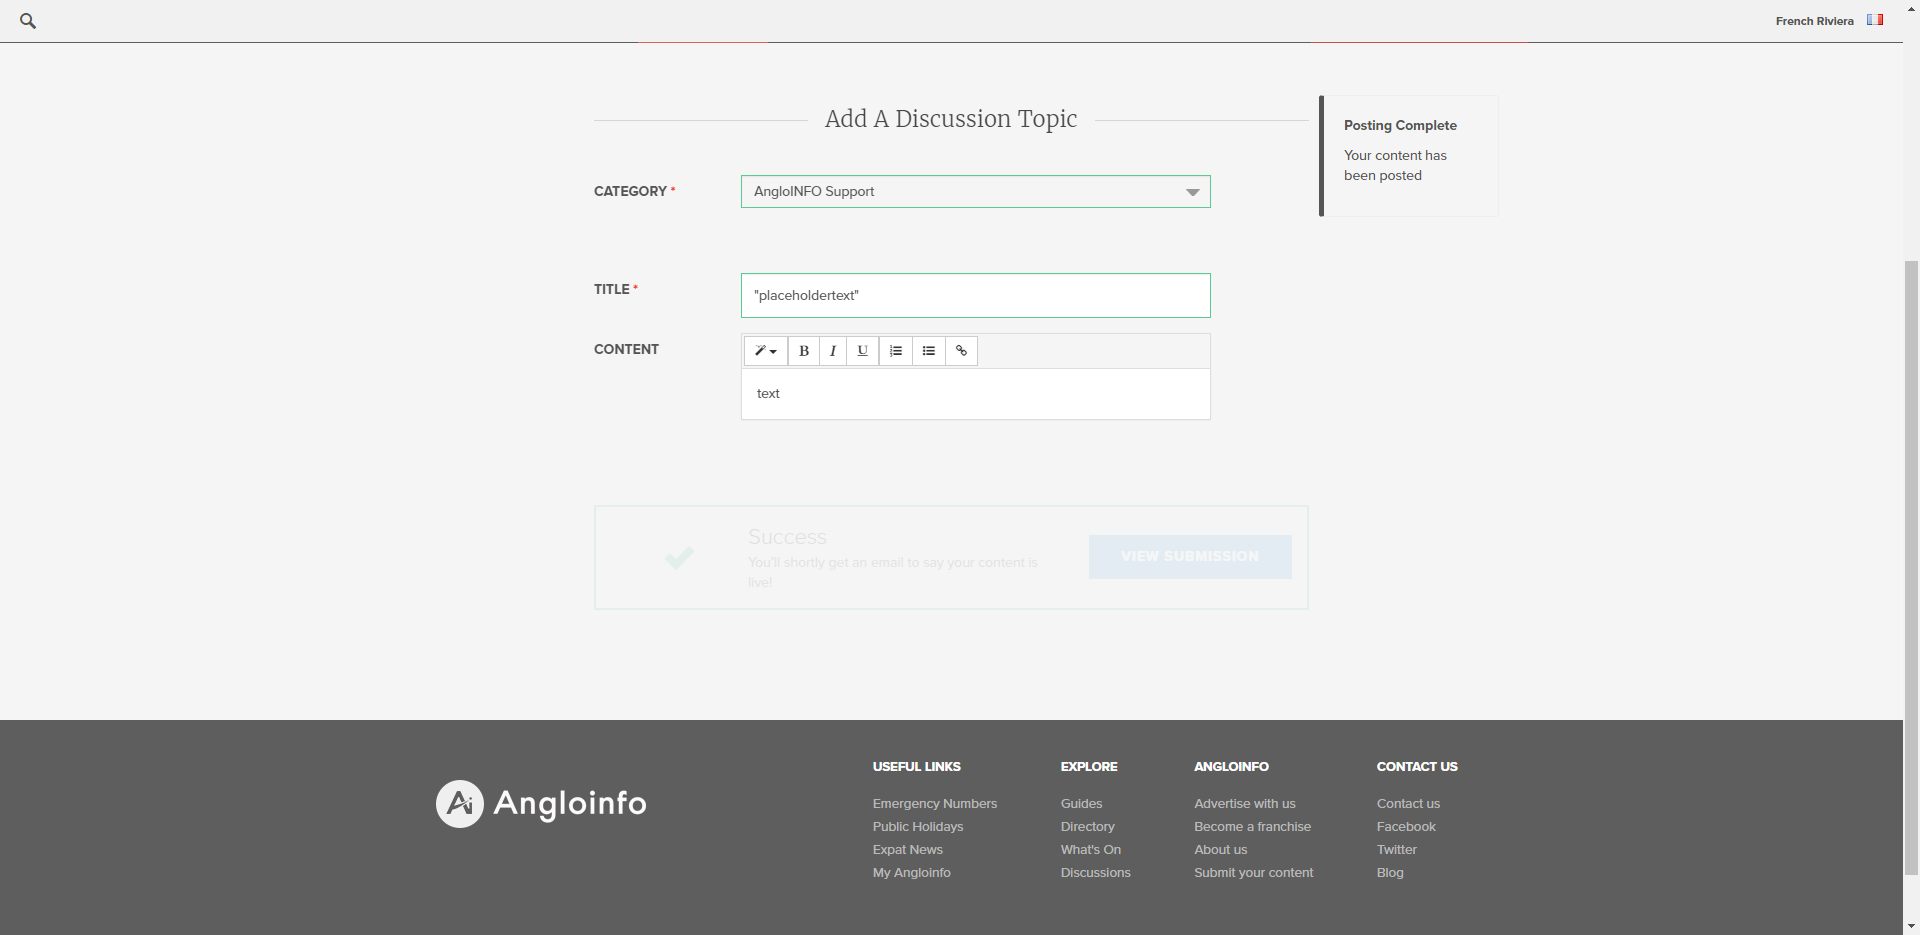 French Riviera
Add A Discussion Topic
Posting Complete
Your content has
been posted
CATEGORY *
AngloINFO Support
TITLE *
"placeholdertext"
CONTENT
B I U
text
Success
You'll shortly get an email to say your content is
live!
VIEW SUBMISSION
Angloinfo
USEFUL LINKS
Emergency Numbers
Public Holidays
Expat News
My Angloinfo
EXPLORE
Guides
Directory
What's On
Discussions
ANGLOINFO
Advertise with us
Become a franchise
About us
Submit your content
CONTACT US
Contact us
Facebook
Twitter
Blog